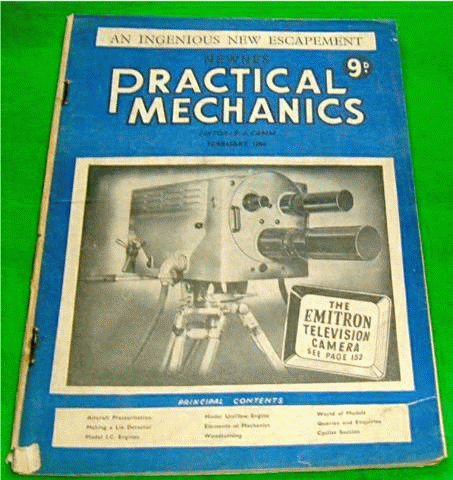 AN INGENIOUS NEW ESCAPEMENT
NEWNES
PRACTICAL
MECHANICS
9D.
EDITOR: F. J. CAMM
FEBRUARY
THE
EMITRON
TELEVISION
CAMERA
SEE PAGE 152
PRINCIPAL CONTENTS
Aircraft Pressurisation
Making a Lie Detector
Model I.C. Engines
Model Uniflow Engine
Elements of Mechanics
Woodturning
World of Models
Queries and Enquiries
Cyclist Section